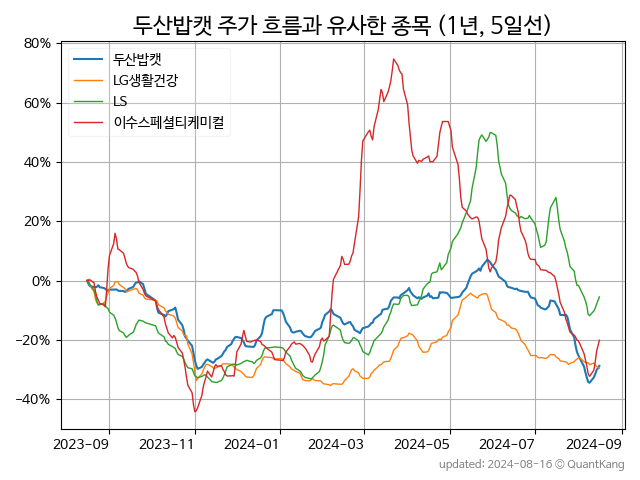 두산밥캣 주가 흐름과 유사한 종목 (1년, 5일선)
80%
60%
40%
20%
0%
−20%
−40%
두산밥캣
LG생활건강
LS
이수스페셜티케미컬
2023-09
2023-11
2024-01
2024-03
2024-05
2024-07
2024-09
updated: 2024-08-16 © QuantKang